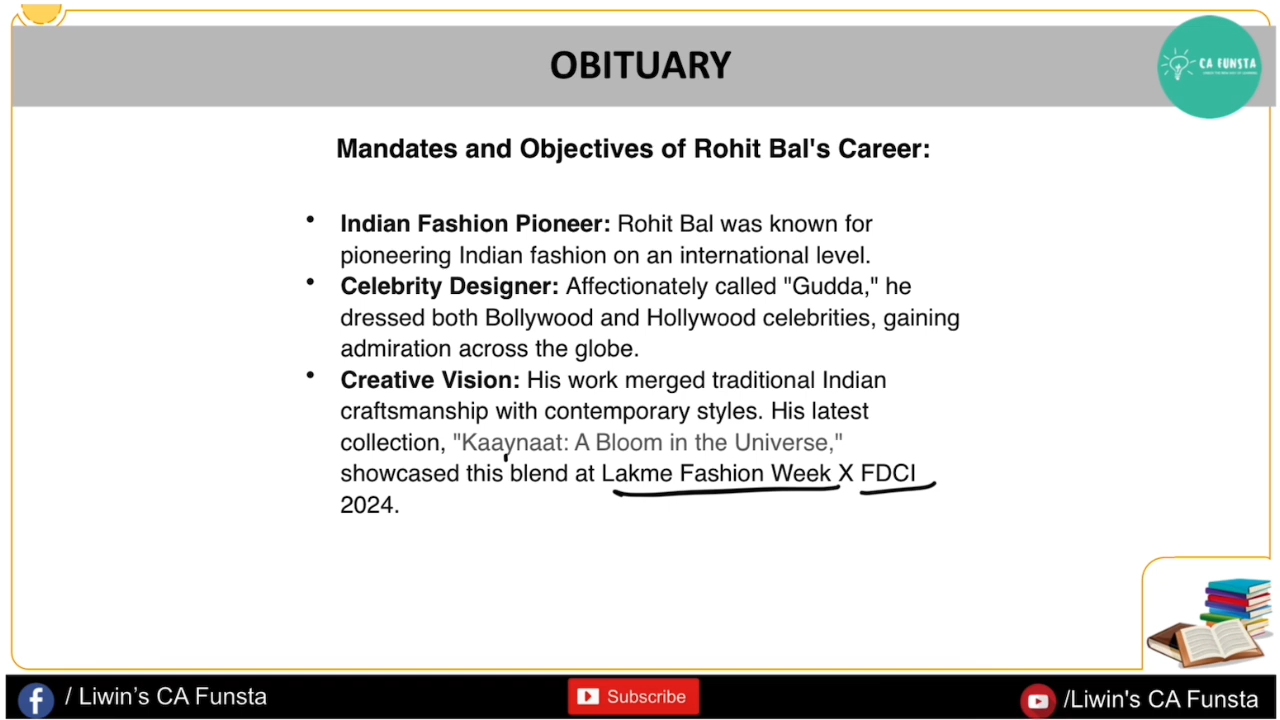 OBITUARY
CA FUNSTA
Mandates and Objectives of Rohit Bal's Career:
• Indian Fashion Pioneer: Rohit Bal was known for
pioneering Indian fashion on an international level.
• Celebrity Designer: Affectionately called "Gudda," he
dressed both Bollywood and Hollywood celebrities, gaining
admiration across the globe.
• Creative Vision: His work merged traditional Indian
craftsmanship with contemporary styles. His latest
collection, "Kaaynaat: A Bloom in the Universe,"
showcased this blend at Lakme Fashion Week X FDCI
2024.
/ Liwin's CA Funsta
Subscribe
/Liwin's CA Funsta